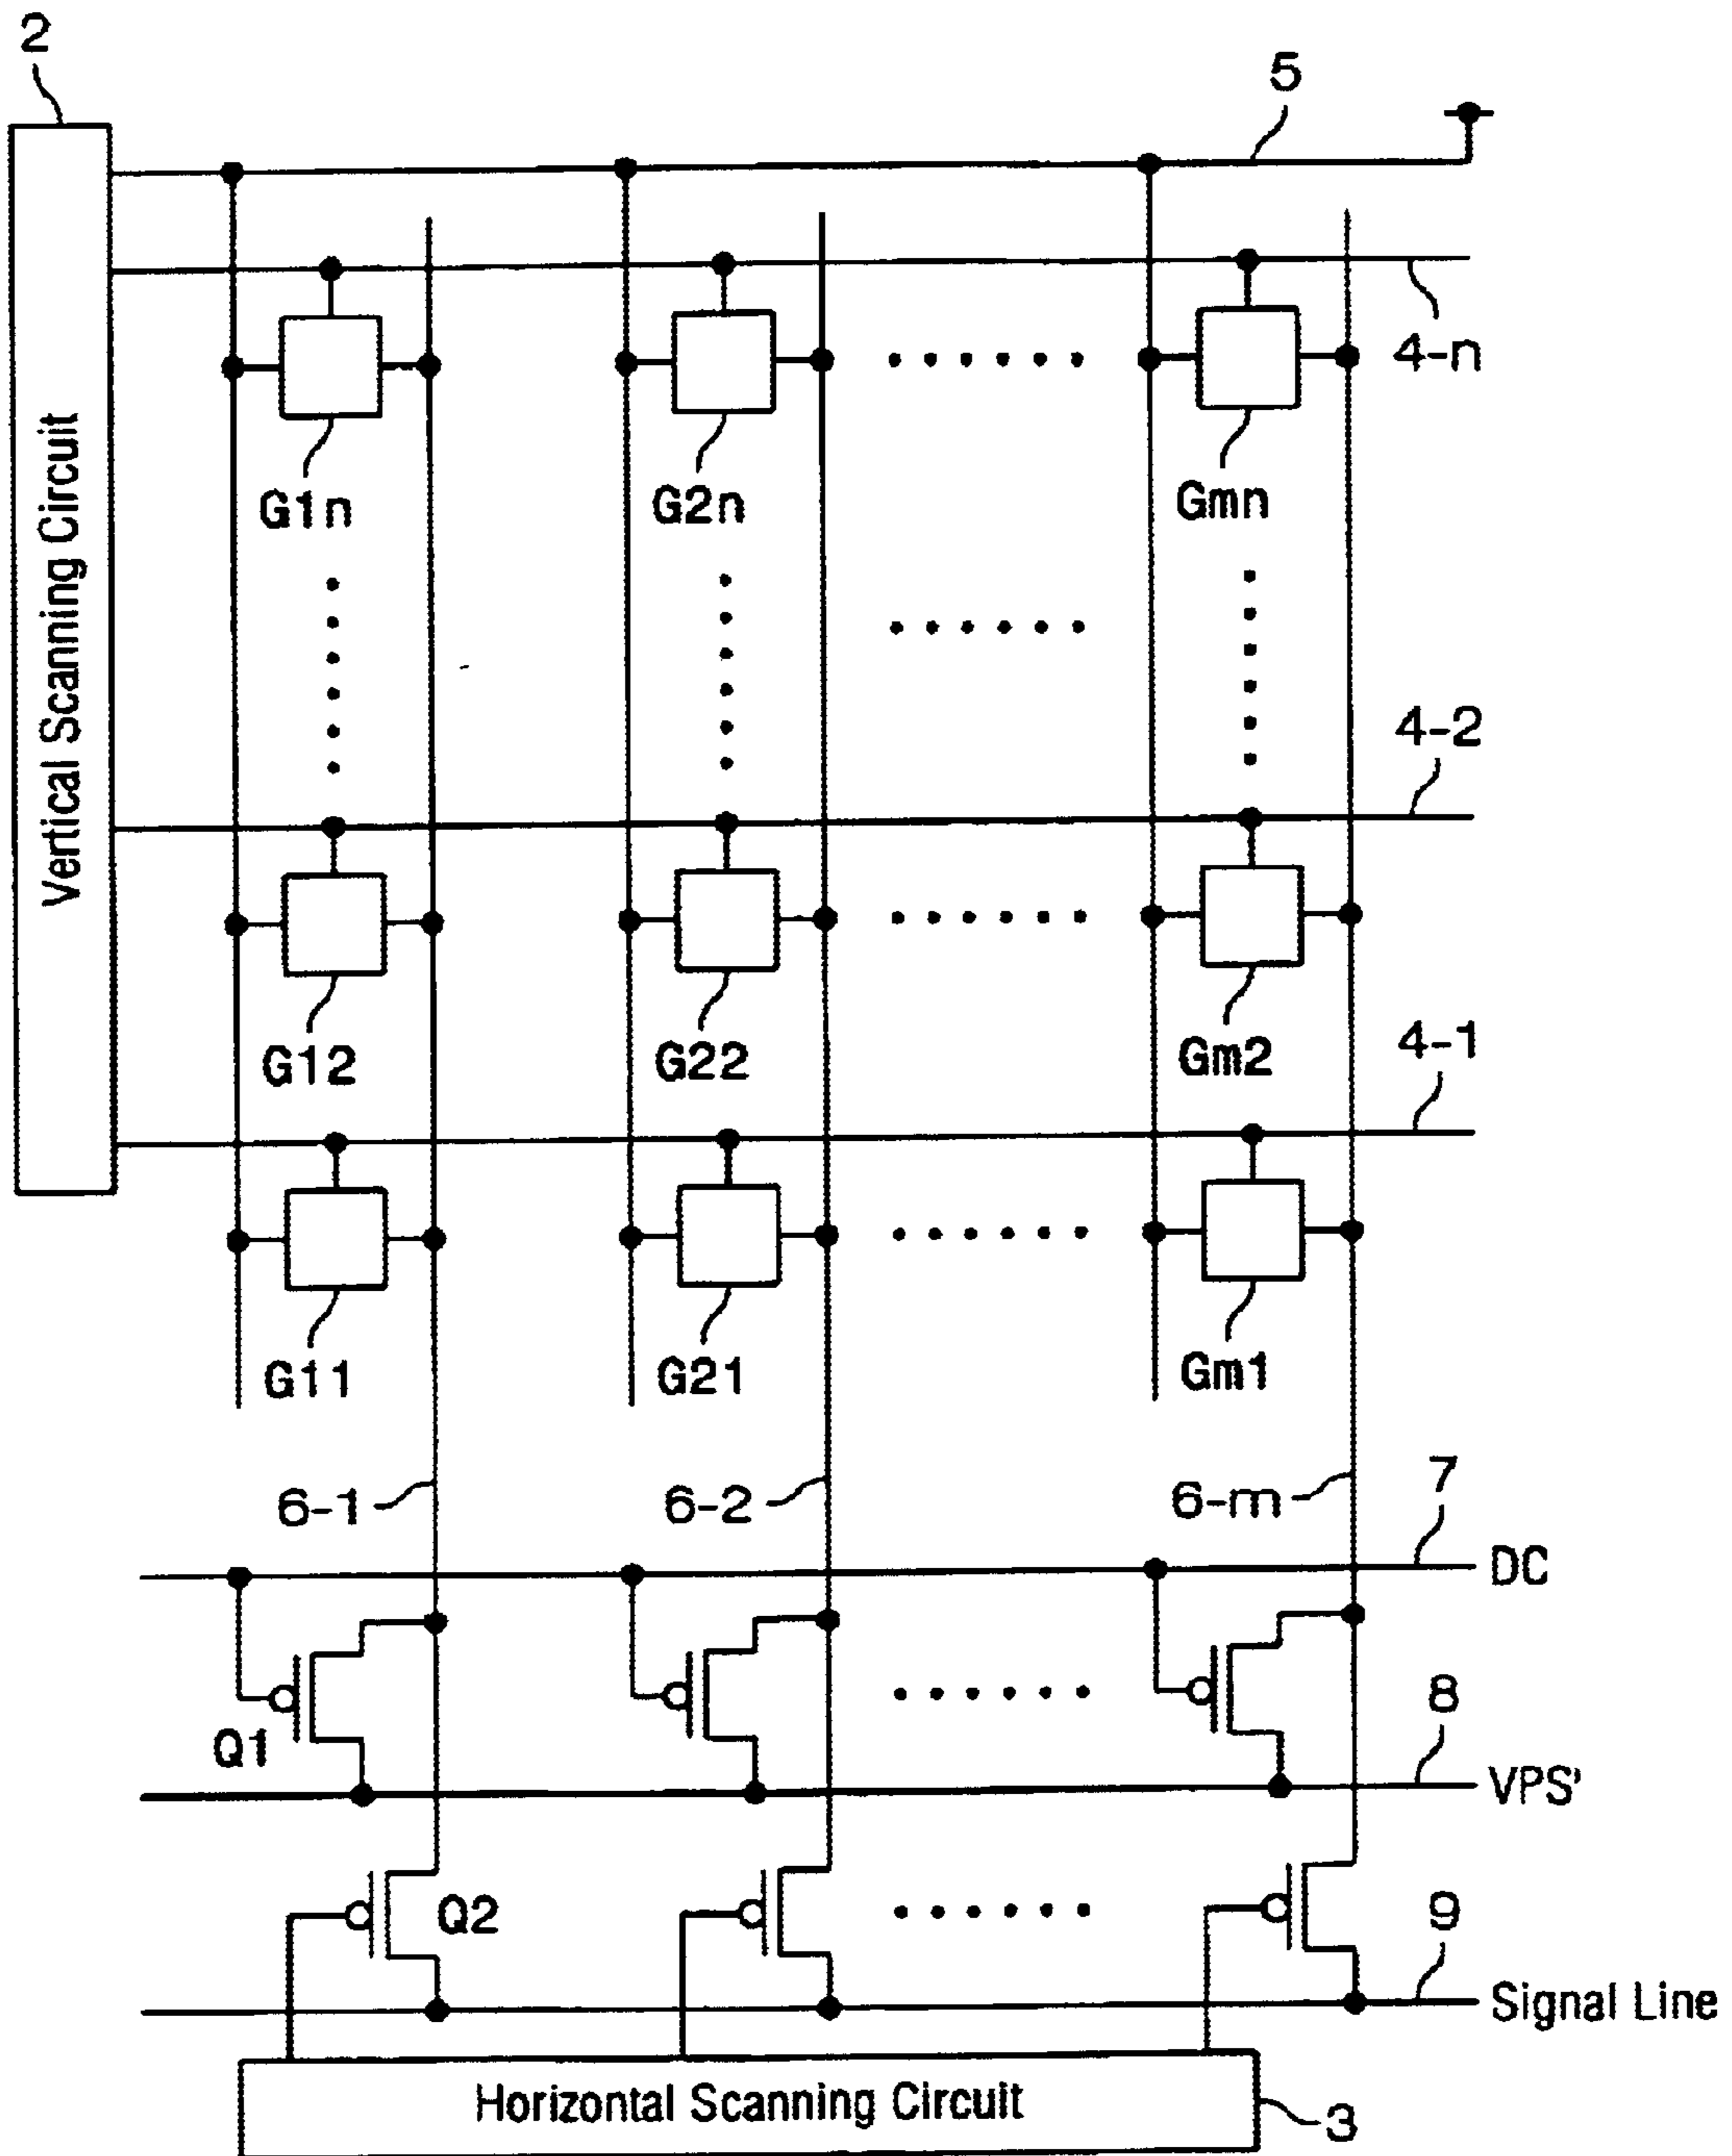 2
5
4-n
G1n G2n Gmn
Vertical Scanning Circuit
4-2
G12 G22 Gm2
4-1
G11 G21 Gm1
6-1 6-2 6-m
7
DC
Q1
8
VPS'
Q2
9
Signal Line
Horizontal Scanning Circuit
3